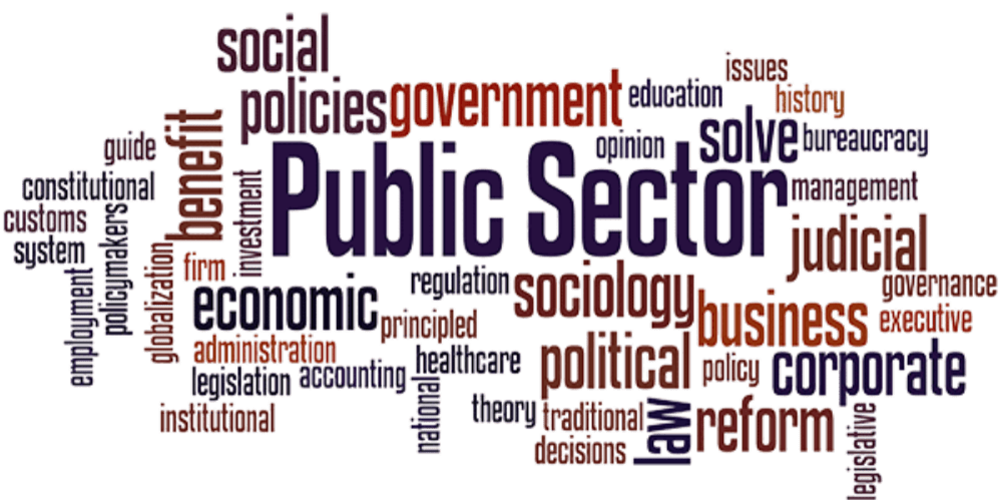 social
issues
policies
government
education
history
benefit
guide
opinion
solve
bureaucracy
Public Sector
constitutional
investment
management
customs
policymakers
system
judicial
globalization
firm
employment
regulation
sociology
governance
economic
business
executive
principled
administration
healthcare
political
policy
corporate
legislation
accounting
institutional
national
theory
traditional
law
reform
legislative
decisions